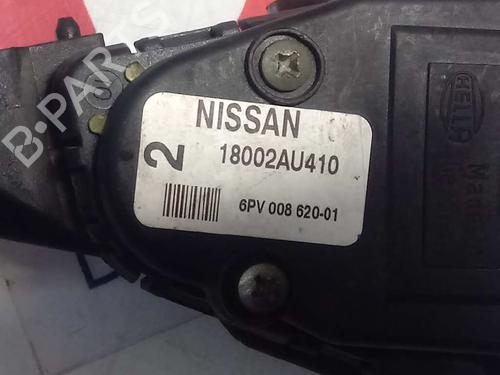 NISSAN
2
18002AU410
6PV 008 620-01
HELLA
B-PARTS